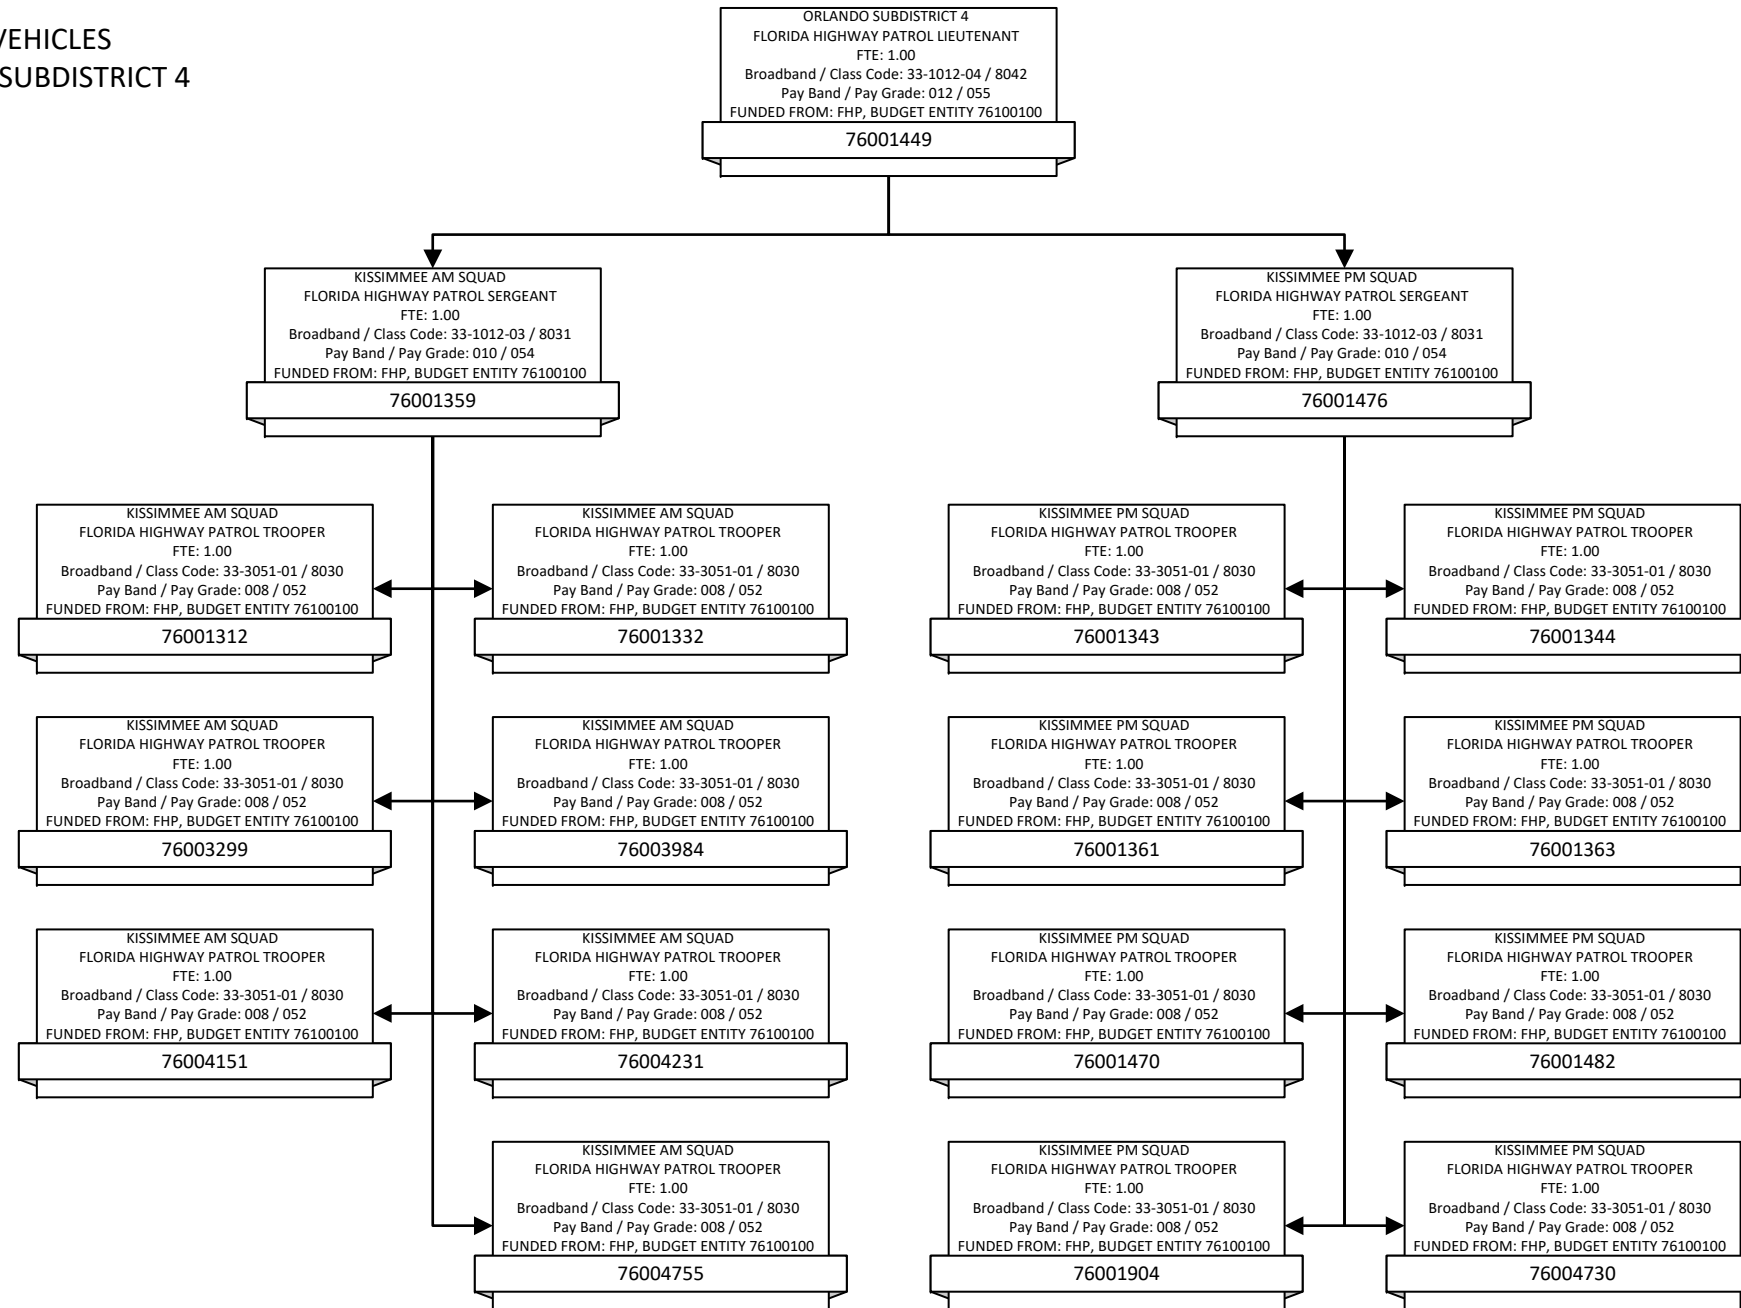 VEHICLES
SUBDISTRICT 4
ORLANDO SUBDISTRICT 4
FLORIDA HIGHWAY PATROL LIEUTENANT
FTE: 1.00
Broadband / Class Code: 33-1012-04 / 8042
Pay Band / Pay Grade: 012 / 055
FUNDED FROM: FHP, BUDGET ENTITY 76100100
76001449
KISSIMMEE AM SQUAD
FLORIDA HIGHWAY PATROL SERGEANT
FTE: 1.00
Broadband / Class Code: 33-1012-03 / 8031
Pay Band / Pay Grade: 010 / 054
FUNDED FROM: FHP, BUDGET ENTITY 76100100
76001359
KISSIMMEE PM SQUAD
FLORIDA HIGHWAY PATROL SERGEANT
FTE: 1.00
Broadband / Class Code: 33-1012-03 / 8031
Pay Band / Pay Grade: 010 / 054
FUNDED FROM: FHP, BUDGET ENTITY 76100100
76001476
KISSIMMEE AM SQUAD
FLORIDA HIGHWAY PATROL TROOPER
FTE: 1.00
Broadband / Class Code: 33-3051-01 / 8030
Pay Band / Pay Grade: 008 / 052
FUNDED FROM: FHP, BUDGET ENTITY 76100100
76001312
KISSIMMEE AM SQUAD
FLORIDA HIGHWAY PATROL TROOPER
FTE: 1.00
Broadband / Class Code: 33-3051-01 / 8030
Pay Band / Pay Grade: 008 / 052
FUNDED FROM: FHP, BUDGET ENTITY 76100100
76001332
KISSIMMEE PM SQUAD
FLORIDA HIGHWAY PATROL TROOPER
FTE: 1.00
Broadband / Class Code: 33-3051-01 / 8030
Pay Band / Pay Grade: 008 / 052
FUNDED FROM: FHP, BUDGET ENTITY 76100100
76001343
KISSIMMEE PM SQUAD
FLORIDA HIGHWAY PATROL TROOPER
FTE: 1.00
Broadband / Class Code: 33-3051-01 / 8030
Pay Band / Pay Grade: 008 / 052
FUNDED FROM: FHP, BUDGET ENTITY 76100100
76001344
KISSIMMEE AM SQUAD
FLORIDA HIGHWAY PATROL TROOPER
FTE: 1.00
Broadband / Class Code: 33-3051-01 / 8030
Pay Band / Pay Grade: 008 / 052
FUNDED FROM: FHP, BUDGET ENTITY 76100100
76003299
KISSIMMEE AM SQUAD
FLORIDA HIGHWAY PATROL TROOPER
FTE: 1.00
Broadband / Class Code: 33-3051-01 / 8030
Pay Band / Pay Grade: 008 / 052
FUNDED FROM: FHP, BUDGET ENTITY 76100100
76003984
KISSIMMEE PM SQUAD
FLORIDA HIGHWAY PATROL TROOPER
FTE: 1.00
Broadband / Class Code: 33-3051-01 / 8030
Pay Band / Pay Grade: 008 / 052
FUNDED FROM: FHP, BUDGET ENTITY 76100100
76001361
KISSIMMEE PM SQUAD
FLORIDA HIGHWAY PATROL TROOPER
FTE: 1.00
Broadband / Class Code: 33-3051-01 / 8030
Pay Band / Pay Grade: 008 / 052
FUNDED FROM: FHP, BUDGET ENTITY 76100100
76001363
KISSIMMEE AM SQUAD
FLORIDA HIGHWAY PATROL TROOPER
FTE: 1.00
Broadband / Class Code: 33-3051-01 / 8030
Pay Band / Pay Grade: 008 / 052
FUNDED FROM: FHP, BUDGET ENTITY 76100100
76004151
KISSIMMEE AM SQUAD
FLORIDA HIGHWAY PATROL TROOPER
FTE: 1.00
Broadband / Class Code: 33-3051-01 / 8030
Pay Band / Pay Grade: 008 / 052
FUNDED FROM: FHP, BUDGET ENTITY 76100100
76004231
KISSIMMEE PM SQUAD
FLORIDA HIGHWAY PATROL TROOPER
FTE: 1.00
Broadband / Class Code: 33-3051-01 / 8030
Pay Band / Pay Grade: 008 / 052
FUNDED FROM: FHP, BUDGET ENTITY 76100100
76001470
KISSIMMEE PM SQUAD
FLORIDA HIGHWAY PATROL TROOPER
FTE: 1.00
Broadband / Class Code: 33-3051-01 / 8030
Pay Band / Pay Grade: 008 / 052
FUNDED FROM: FHP, BUDGET ENTITY 76100100
76001482
KISSIMMEE AM SQUAD
FLORIDA HIGHWAY PATROL TROOPER
FTE: 1.00
Broadband / Class Code: 33-3051-01 / 8030
Pay Band / Pay Grade: 008 / 052
FUNDED FROM: FHP, BUDGET ENTITY 76100100
76004755
KISSIMMEE PM SQUAD
FLORIDA HIGHWAY PATROL TROOPER
FTE: 1.00
Broadband / Class Code: 33-3051-01 / 8030
Pay Band / Pay Grade: 008 / 052
FUNDED FROM: FHP, BUDGET ENTITY 76100100
76001904
KISSIMMEE PM SQUAD
FLORIDA HIGHWAY PATROL TROOPER
FTE: 1.00
Broadband / Class Code: 33-3051-01 / 8030
Pay Band / Pay Grade: 008 / 052
FUNDED FROM: FHP, BUDGET ENTITY 76100100
76004730